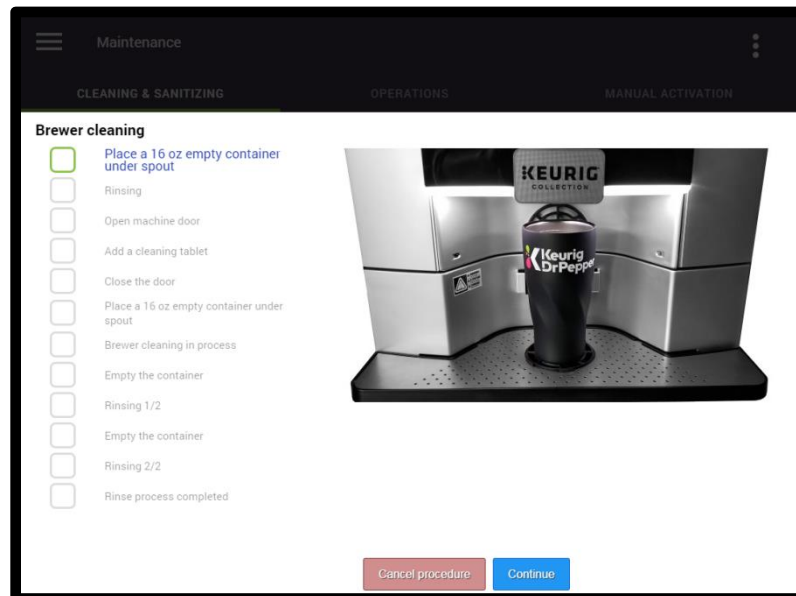 Maintenance
CLEANING & SANITIZING
OPERATIONS
MANUAL ACTIVATION
Brewer cleaning
Place a 16 oz empty container
under spout
Rinsing
Open machine door
Add a cleaning tablet
Close the door
Place a 16 oz empty container under
spout
Brewer cleaning in process
Empty the container
Rinsing 1/2
Empty the container
Rinsing 2/2
Rinse process completed
KEURIG
COLLECTION
Keurig
DrPepper
Cancel procedure
Continue